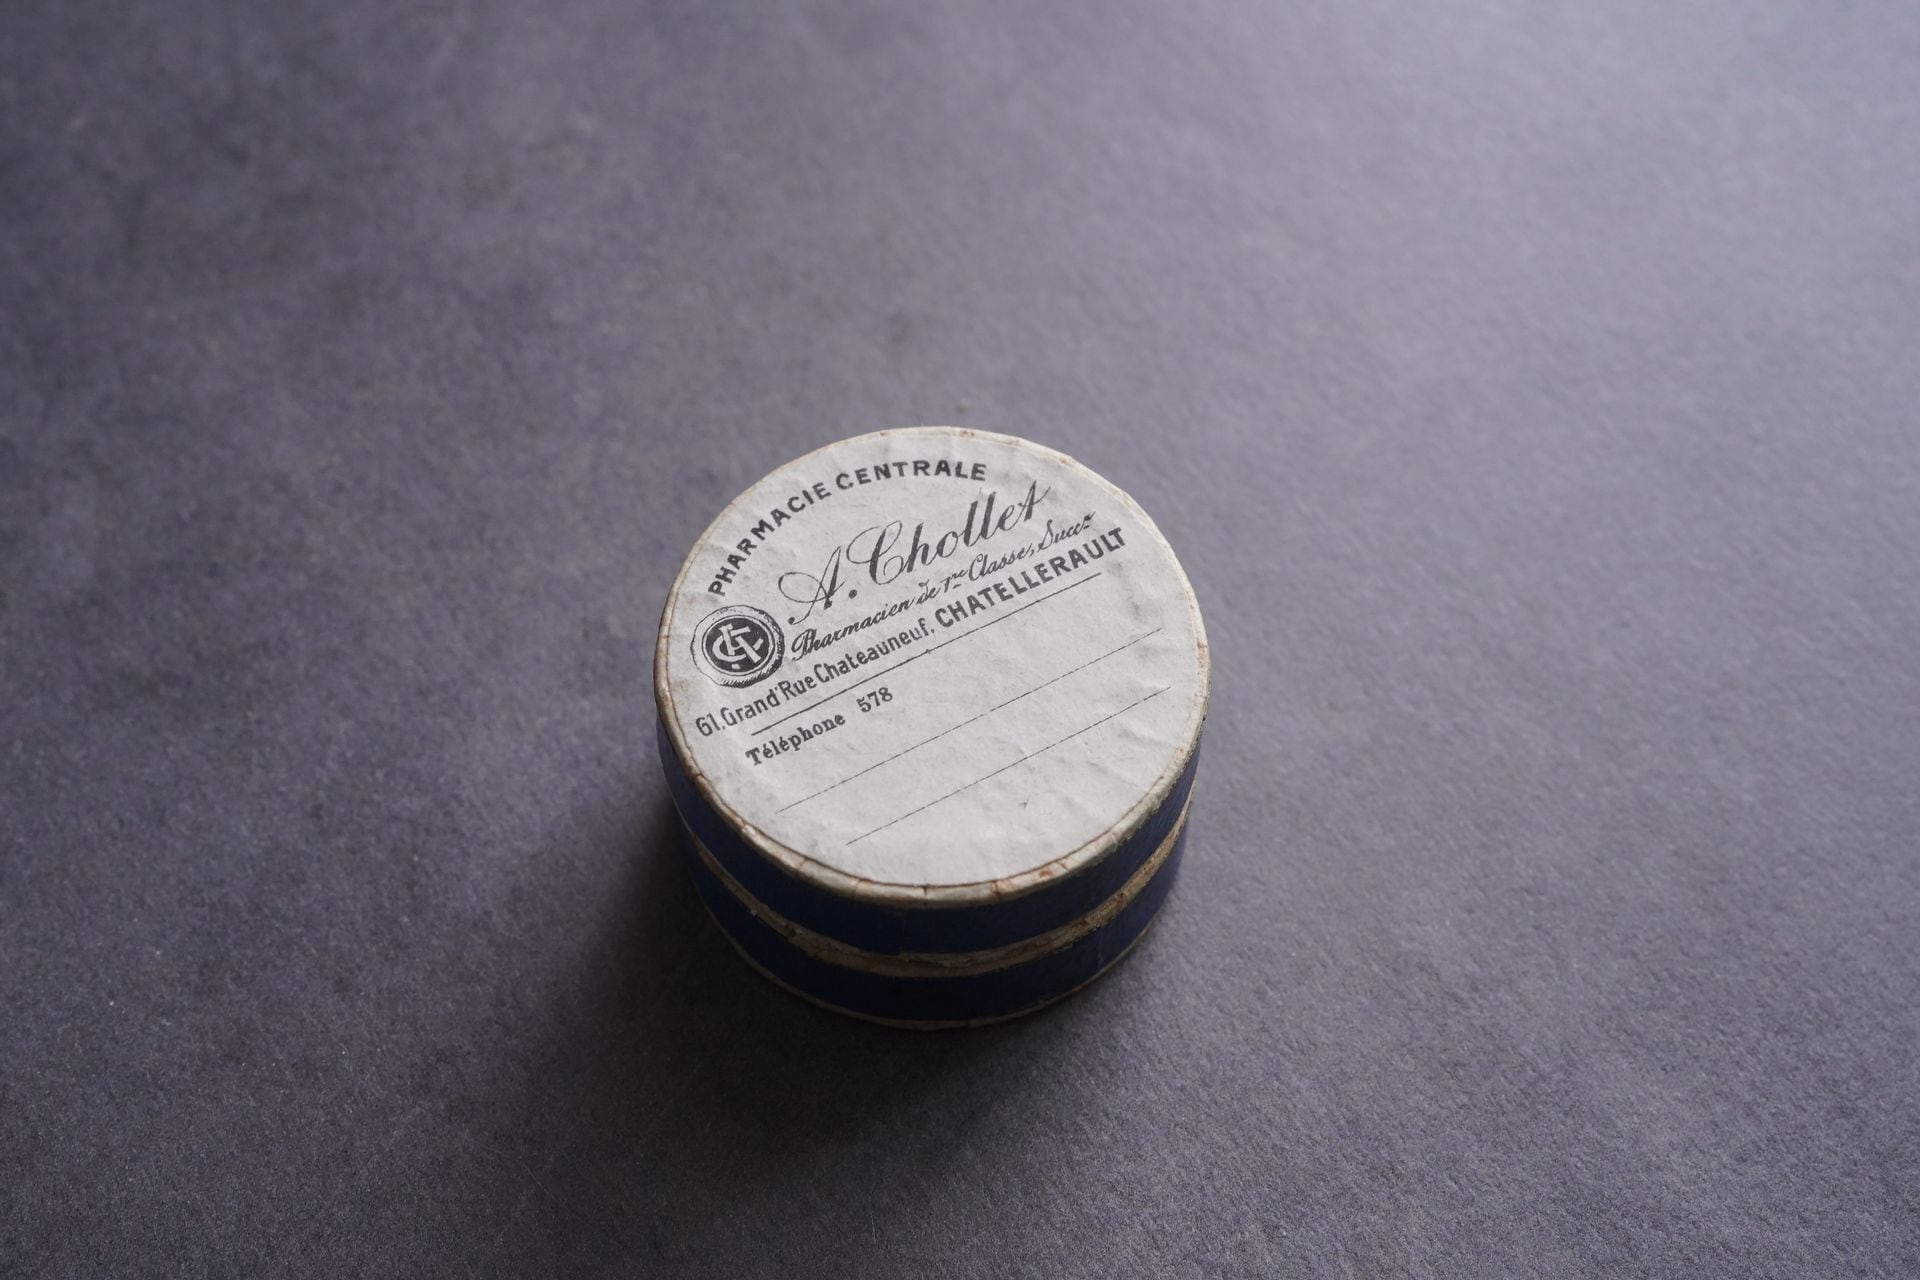 PHARMACIE CENTRALE
A. Chollet
Pharmacien de 1re Classe, Succr
61, Grand'Rue Chateauneuf, CHATELLERAULT
Téléphone 578